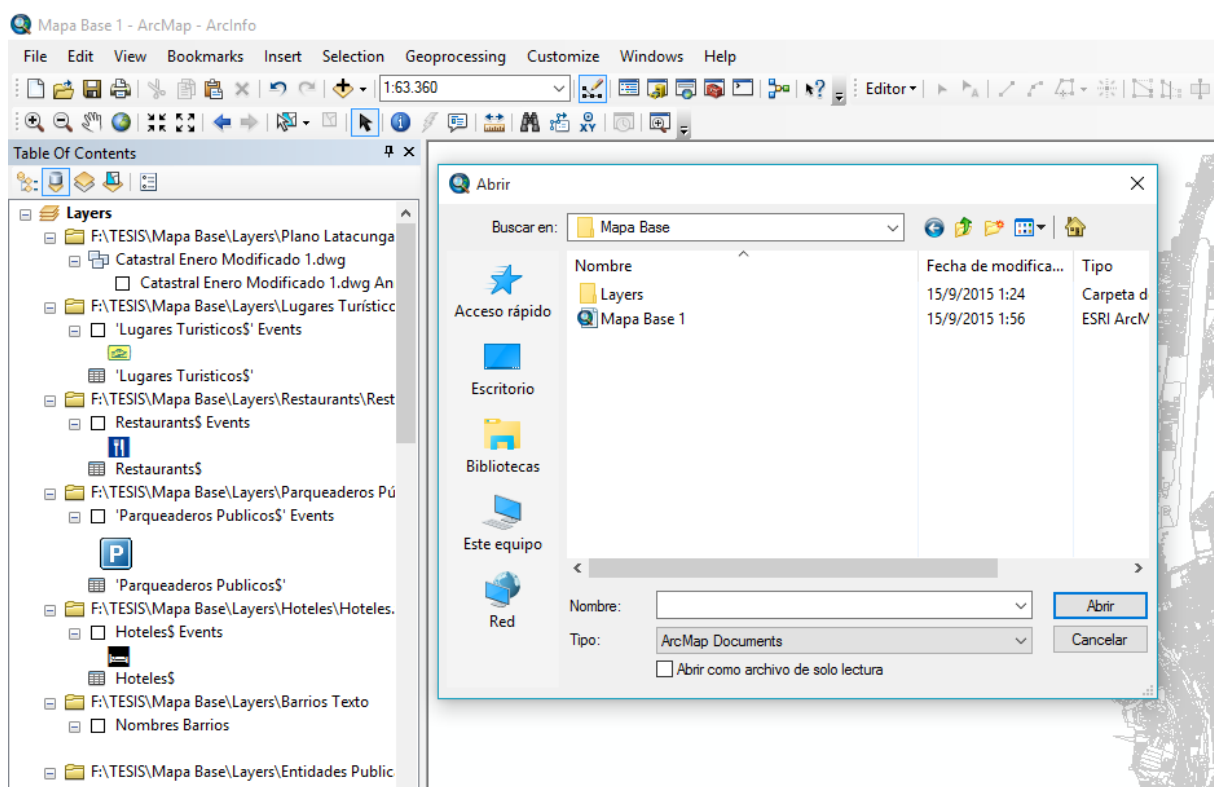 Mapa Base 1 - ArcMap - ArcInfo
File Edit View Bookmarks Insert Selection Geoprocessing Customize Windows Help
1:63.360
Editor
Table Of Contents
Layers
F:\TESIS\Mapa Base\Layers\Plano Latacunga
Catastral Enero Modificado 1.dwg
Catastral Enero Modificado 1.dwg An
F:\TESIS\Mapa Base\Layers\Lugares Turístic
'Lugares Turisticos$' Events
'Lugares Turisticos$'
F:\TESIS\Mapa Base\Layers\Restaurants\Rest
Restaurants$ Events
Restaurants$
F:\TESIS\Mapa Base\Layers\Parqueaderos Pú
'Parqueaderos Publicos$' Events
P
'Parqueaderos Publicos$'
F:\TESIS\Mapa Base\Layers\Hoteles\Hoteles.
Hoteles$ Events
Hoteles$
F:\TESIS\Mapa Base\Layers\Barrios Texto
Nombres Barrios
F:\TESIS\Mapa Base\Layers\Entidades Public
Abrir
Buscar en: Mapa Base
Acceso rápido
Escritorio
Bibliotecas
Este equipo
Red
Nombre Fecha de modifica... Tipo
Layers 15/9/2015 1:24 Carpeta d
Mapa Base 1 15/9/2015 1:56 ESRI ArcM
Nombre: Abrir
Tipo: ArcMap Documents Cancelar
Abrir como archivo de solo lectura